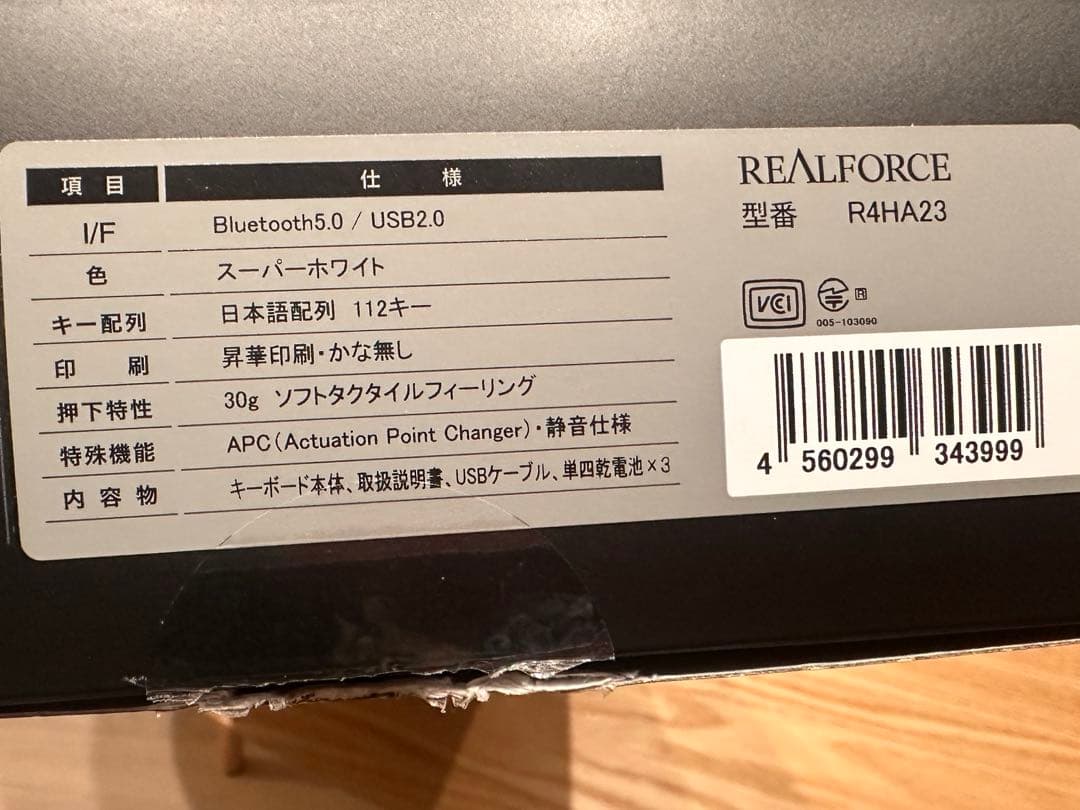 項目 仕様
I/F Bluetooth5.0 / USB2.0
色 スーパーホワイト
キー配列 日本語配列 112キー
印刷 昇華印刷・かな無し
押下特性 30g ソフトタクタイルフィーリング
特殊機能 APC(Actuation Point Changer)・静音仕様
内容物 キーボード本体、取扱説明書、USBケーブル、単四乾電池×3
REALFORCE
型番 R4HA23
VCI R
005-103090
4 560299 343999